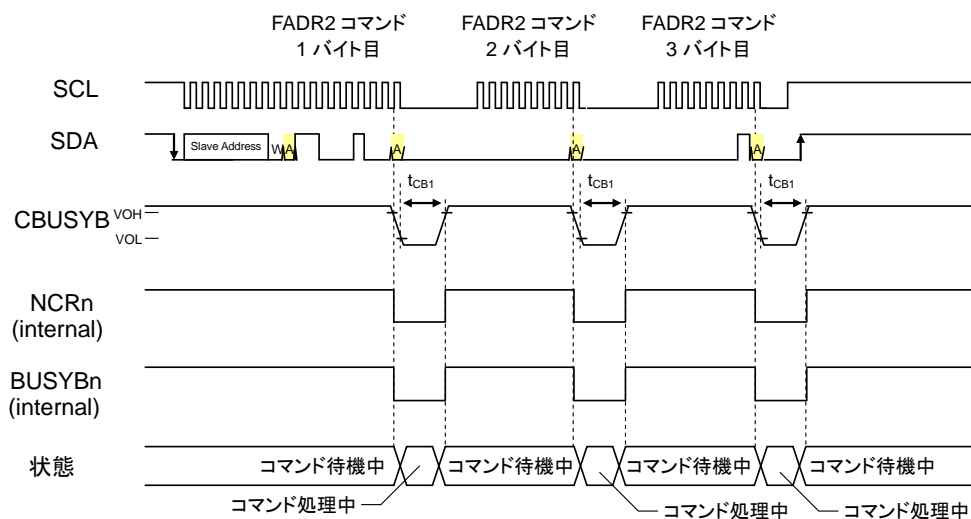 FADR2 コマンド
1 バイト目
FADR2 コマンド
2 バイト目
FADR2 コマンド
3 バイト目
SCL
SDA
Slave Address
W
A
A
A
A
tCB1
tCB1
tCB1
CBUSYB
VOH
VOL
NCRn
(internal)
BUSYBn
(internal)
状態
コマンド待機中
コマンド待機中
コマンド待機中
コマンド待機中
コマンド処理中
コマンド処理中
コマンド処理中